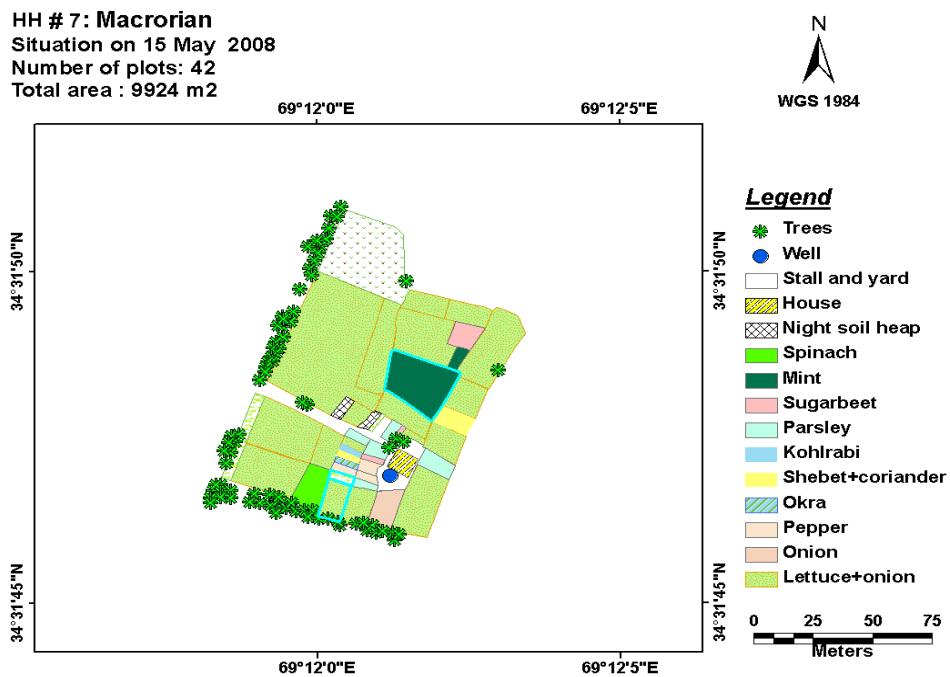 HH # 7: Macrorian
Situation on 15 May 2008
Number of plots: 42
Total area : 9924 m2
N
WGS 1984
69°12'0"E
69°12'5"E
34°31'50"N
34°31'50"N
34°31'45"N
34°31'45"N
69°12'0"E
69°12'5"E
Legend
Trees
Well
Stall and yard
House
Night soil heap
Spinach
Mint
Sugarbeet
Parsley
Kohlrabi
Shebet+coriander
Okra
Pepper
Onion
Lettuce+onion
0 25 50 75
Meters